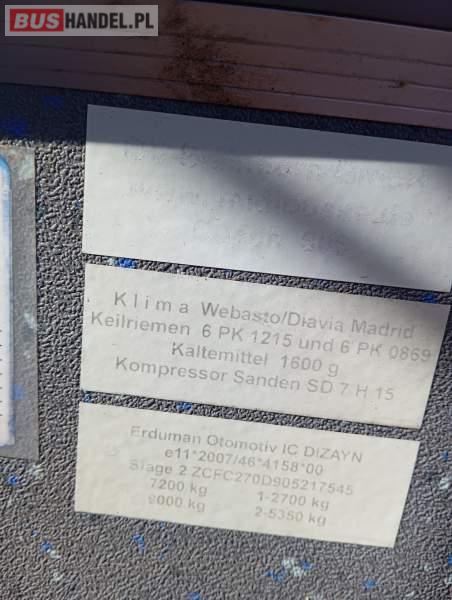 BUSHANDEL.PL
Klima Webasto/Diavia Madrid
Keilriemen 6 PK 1215 und 6 PK 0869
Kaltemittel 1600 g
Kompressor Sanden SD 7 H 15
Erduman Otomotiv IC DIZAYN
e11*2007/46*4158*00
Stage 2 ZCFC270D905217545
7200 kg 1-2700 kg
9000 kg 2-5350 kg